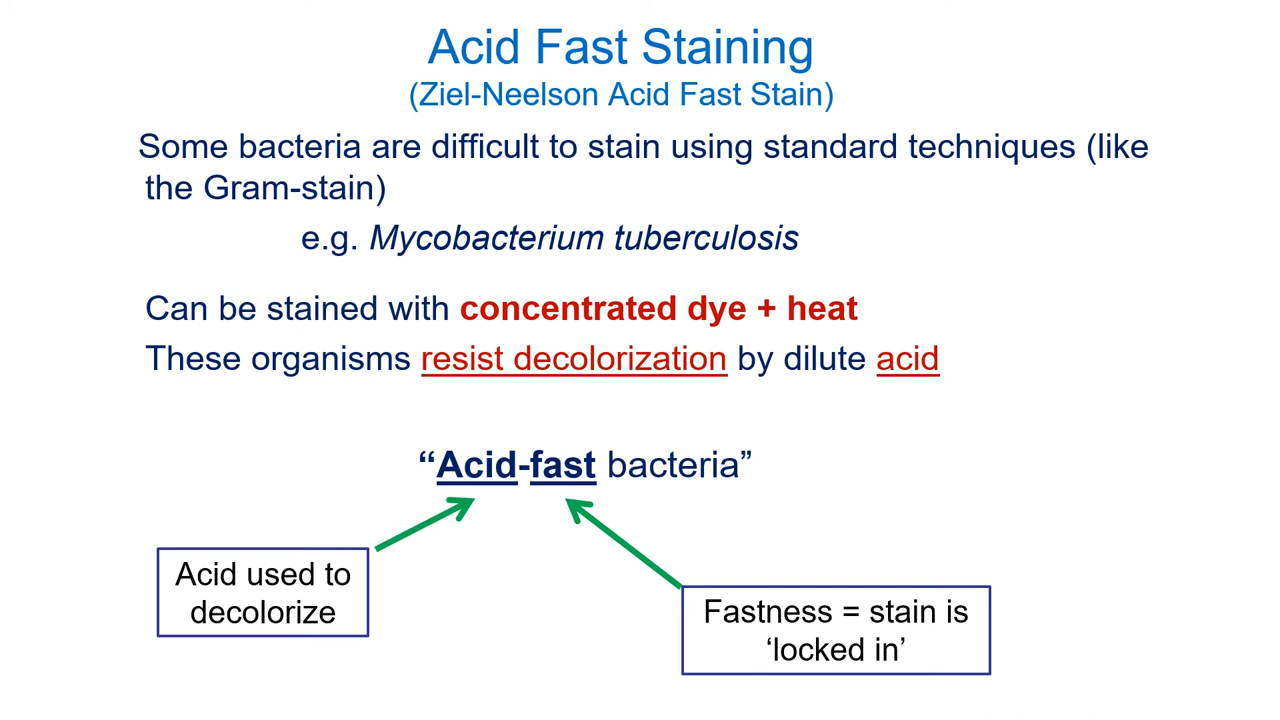 Acid Fast Staining
(Ziel-Neelson Acid Fast Stain)
Some bacteria are difficult to stain using standard techniques (like
the Gram-stain)
e.g. Mycobacterium tuberculosis
Can be stained with concentrated dye + heat
These organisms resist decolorization by dilute acid
“Acid-fast bacteria”
Acid used to
decolorize
Fastness = stain is
‘locked in’